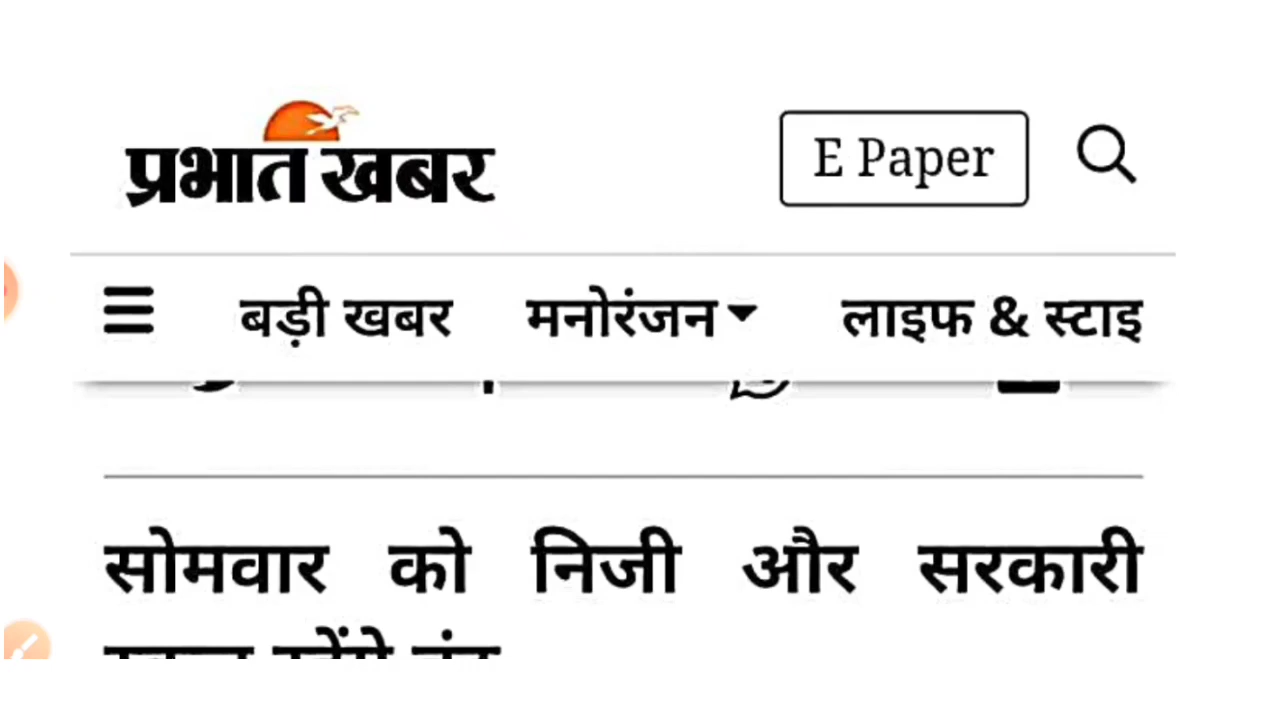 प्रभात खबर
E Paper
बड़ी खबर मनोरंजन लाइफ & स्टाइ
सोमवार को निजी और सरकारी